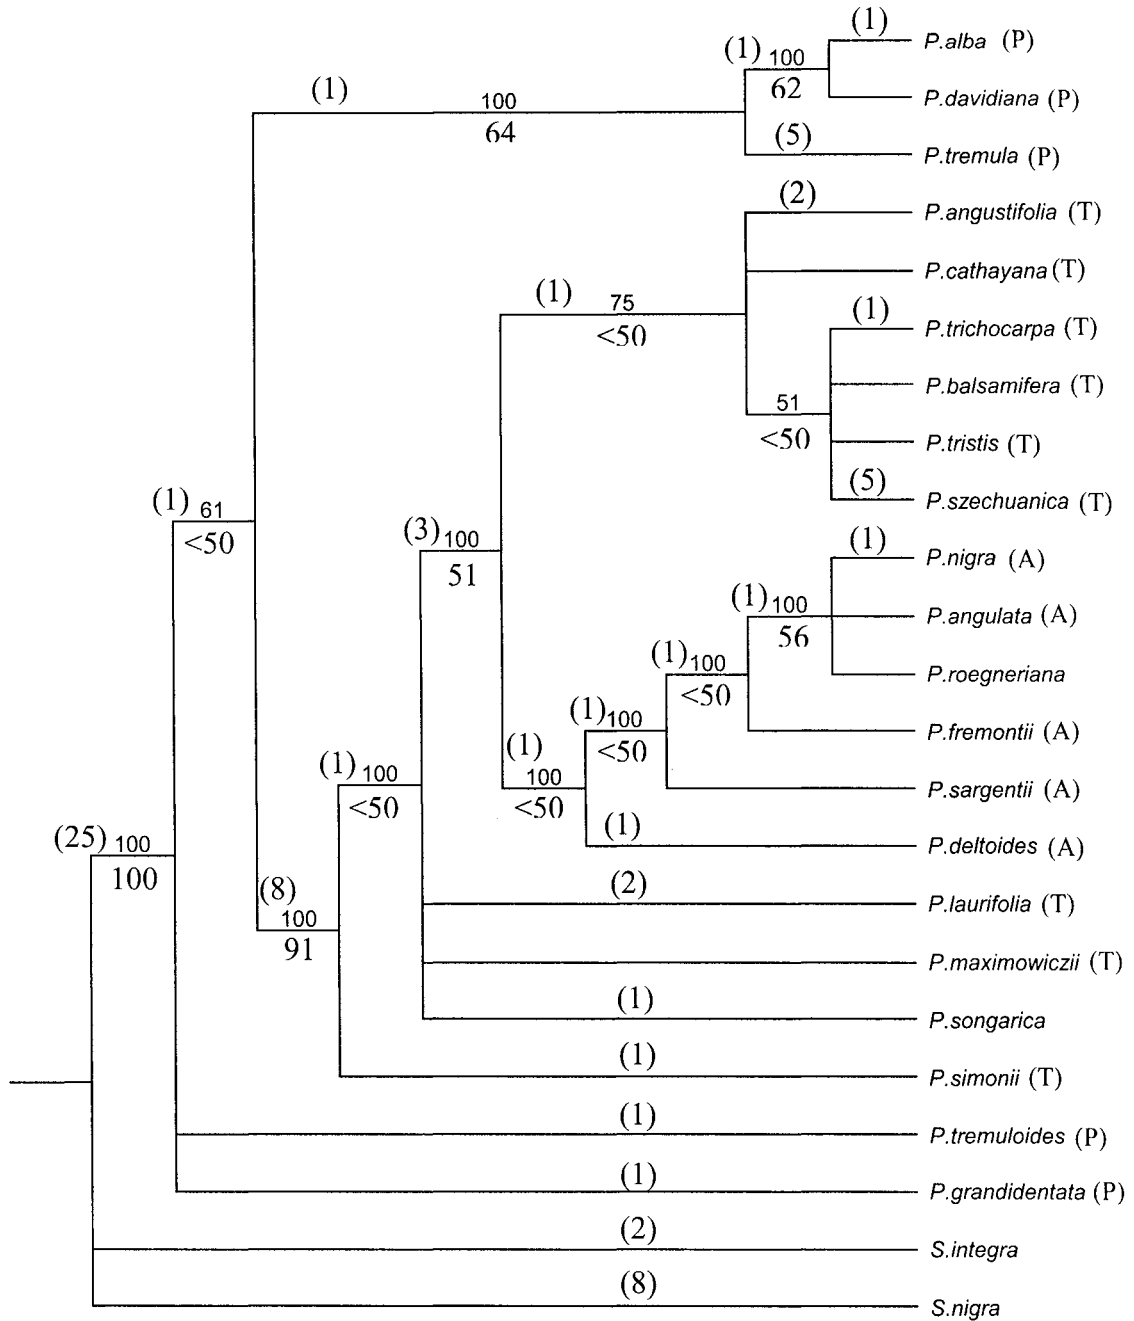 (1)
P.alba (P)
(1) 100
62
P.davidiana (P)
(1) 100
64
(5)
P.tremula (P)
(2)
P.angustifolia (T)
P.cathayana (T)
(1) 75
<50
(1)
P.trichocarpa (T)
P.balsamifera (T)
51
<50
P.tristis (T)
(5)
P.szechuanica (T)
(1) 61
<50
(3) 100
51
(1)
P.nigra (A)
(1) 100
56
P.angulata (A)
(1) 100
<50
P.roegneriana
(1) 100
<50
P.fremontii (A)
(1)
100
<50
P.sargentii (A)
(1) 100
<50
(1)
P.deltoides (A)
(25) 100
100
(8)
100
91
(2)
P.laurifolia (T)
P.maximowiczii (T)
(1)
P.songarica
(1)
P.simonii (T)
(1)
P.tremuloides (P)
(1)
P.grandidentata (P)
(2)
S.integra
(8)
S.nigra